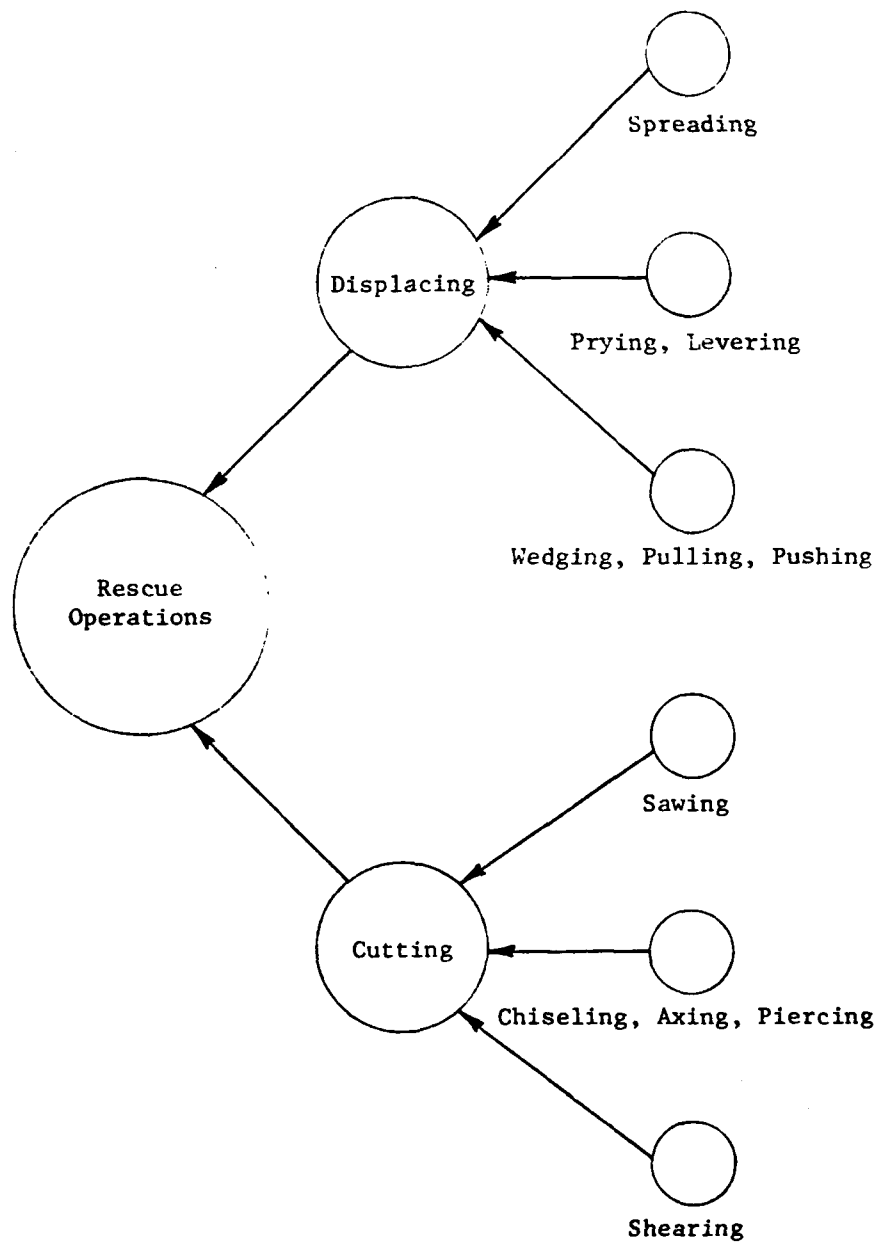 Spreading
Displacing
Prying, Levering
Wedging, Pulling, Pushing
Rescue
Operations
Sawing
Cutting
Chiseling, Axing, Piercing
Shearing